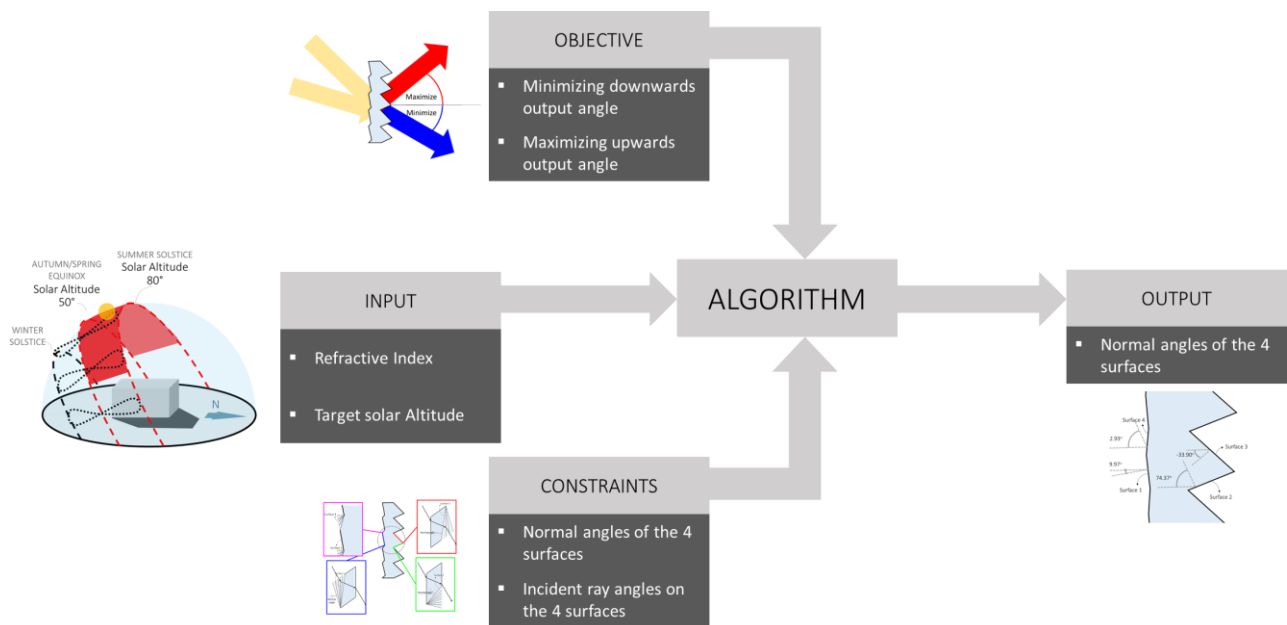 OBJECTIVE
Minimizing downwards
output angle
Maximizing upwards
output angle
Maximize
Minimize
SUMMER SOLSTICE
Solar Altitude
80°
AUTUMN/SPRING
EQUINOX
Solar Altitude
50°
WINTER
SOLSTICE
N
INPUT
Refractive Index
Target solar Altitude
ALGORITHM
OUTPUT
Normal angles of the 4
surfaces
Surface 4
Surface 3
-33.90°
9.97°
74.37°
Surface 1
Surface 2
CONSTRAINTS
Normal angles of the 4
surfaces
Incident ray angles on
the 4 surfaces